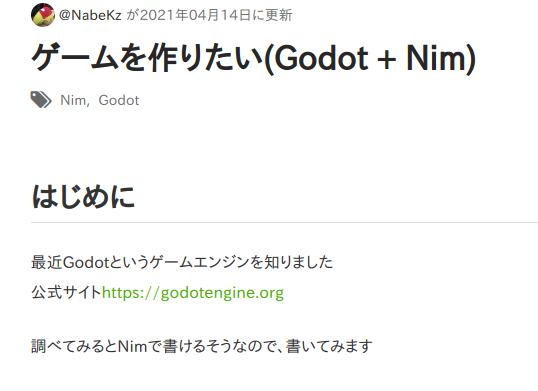 @NabeKz が2021年04月14日に更新
ゲームを作りたい(Godot + Nim)
Nim, Godot
はじめに
最近Godotというゲームエンジンを知りました
公式サイトhttps://godotengine.org
調べてみるとNimで書けるそうなので、書いてみます